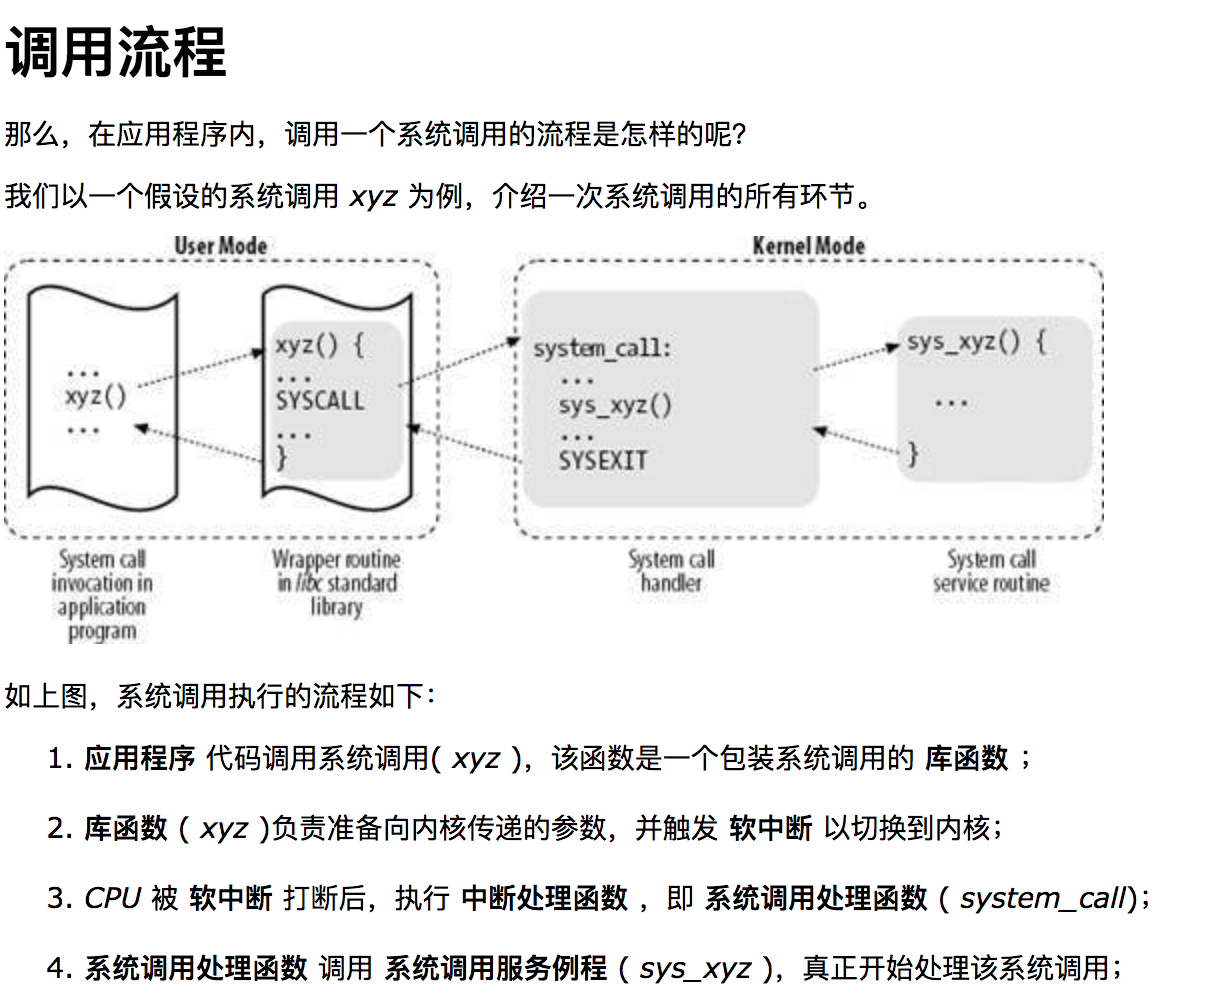 调用流程
那么，在应用程序内，调用一个系统调用的流程是怎样的呢？
我们以一个假设的系统调用 xyz 为例，介绍一次系统调用的所有环节。
User Mode
Kernel Mode
...
xyz()
...
xyz() {
...
SYSCALL
...
}
system_call:
...
sys_xyz()
...
SYSEXIT
sys_xyz() {
...
}
System call
invocation in
application
program
Wrapper routine
in libc standard
library
System call
handler
System call
service routine
如上图，系统调用执行的流程如下：
1. 应用程序 代码调用系统调用( xyz )，该函数是一个包装系统调用的 库函数 ；
2. 库函数 ( xyz )负责准备向内核传递的参数，并触发 软中断 以切换到内核；
3. CPU 被 软中断 打断后，执行 中断处理函数 ，即 系统调用处理函数 ( system_call)；
4. 系统调用处理函数 调用 系统调用服务例程 ( sys_xyz )，真正开始处理该系统调用；